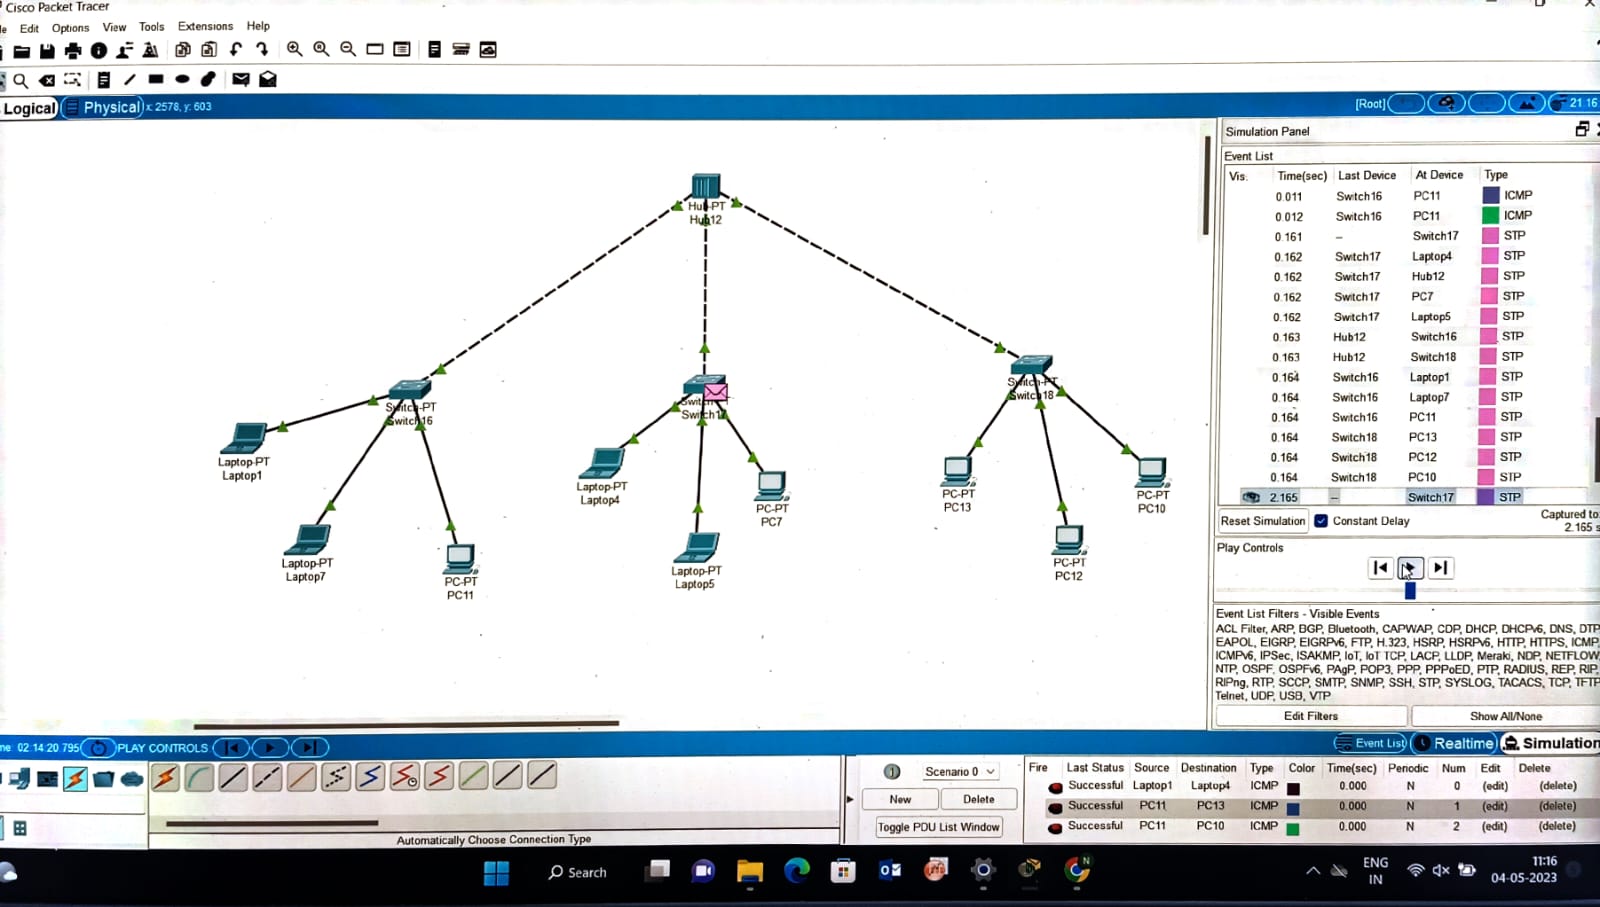 Cisco Packet Tracer
Edit Options View Tools Extensions Help
Logical Physical x: 2578, y: 603 [Root] 21.16
Simulation Panel
Event List
Vis. Time(sec) Last Device At Device Type
0.011 Switch16 PC11 ICMP
0.012 Switch16 PC11 ICMP
0.161 – Switch17 STP
0.162 Switch17 Laptop4 STP
0.162 Switch17 Hub12 STP
0.162 Switch17 PC7 STP
0.162 Switch17 Laptop5 STP
0.163 Hub12 Switch16 STP
0.163 Hub12 Switch18 STP
0.164 Switch16 Laptop1 STP
0.164 Switch16 Laptop7 STP
0.164 Switch16 PC11 STP
0.164 Switch18 PC13 STP
0.164 Switch18 PC12 STP
0.164 Switch18 PC10 STP
2.165 – Switch17 STP
Reset Simulation Constant Delay Captured to:
2.165 s
Play Controls
Event List Filters - Visible Events
ACL Filter, ARP, BGP, Bluetooth, CAPWAP, CDP, DHCP, DHCPv6, DNS, DTP
EAPOL, EIGRP, EIGRPv6, FTP, H.323, HSRP, HSRPv6, HTTP, HTTPS, ICMP,
ICMPv6, IPSec, ISAKMP, IoT, IoT TCP, LACP, LLDP, Meraki, NDP, NETFLOW
NTP, OSPF, OSPFv6, PAgP, POP3, PPP, PPPoED, PTP, RADIUS, REP, RIP,
RIPng, RTP, SCCP, SMTP, SNMP, SSH, STP, SYSLOG, TACACS, TCP, TFTP
Telnet, UDP, USB, VTP
Edit Filters Show All/None
Hub-PT
Hub12
Switch-PT
Switch16
Switch17
Switch-PT
Switch18
Laptop-PT
Laptop1
Laptop-PT
Laptop7
PC-PT
PC11
Laptop-PT
Laptop4
Laptop-PT
Laptop5
PC-PT
PC7
PC-PT
PC13
PC-PT
PC12
PC-PT
PC10
02:14:20.795 PLAY CONTROLS Event List Realtime Simulation
Automatically Choose Connection Type
Scenario 0
New Delete
Toggle PDU List Window
Fire Last Status Source Destination Type Color Time(sec) Periodic Num Edit Delete
Successful Laptop1 Laptop4 ICMP 0.000 N 0 (edit) (delete)
Successful PC11 PC13 ICMP 0.000 N 1 (edit) (delete)
Successful PC11 PC10 ICMP 0.000 N 2 (edit) (delete)
Search
N
ENG
IN
11:16
04-05-2023